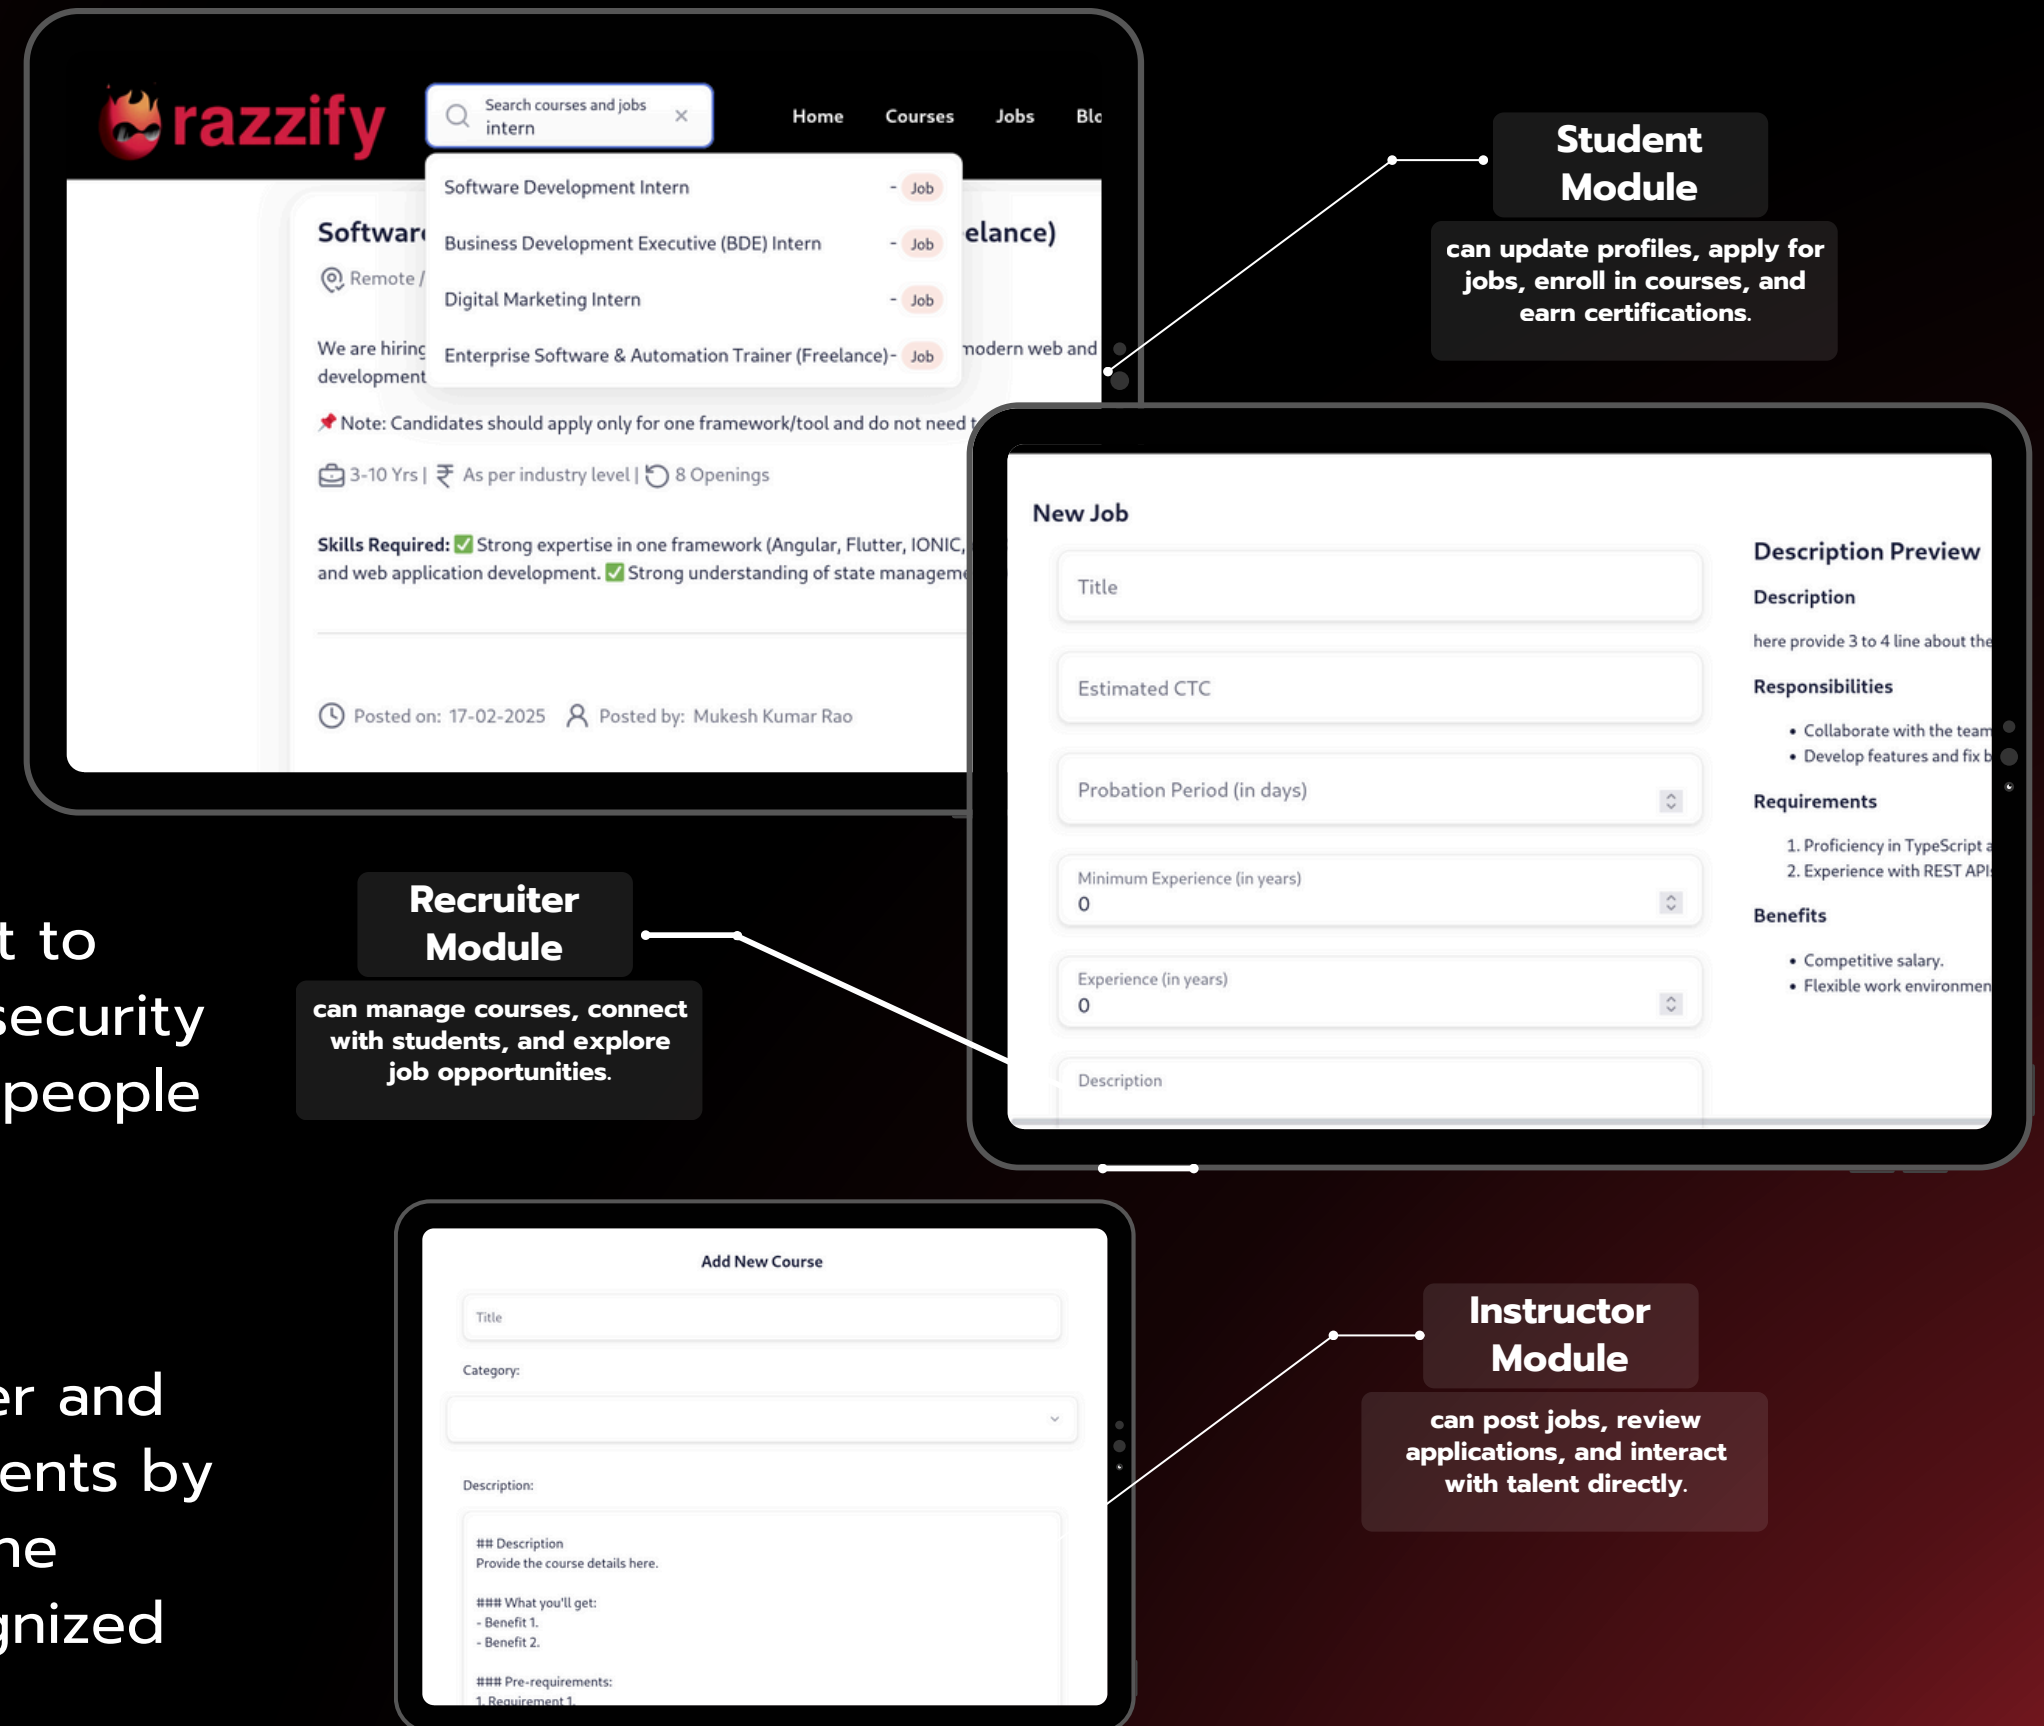 razzify
Search courses and jobs
intern
Home Courses Jobs
Software Development Intern - Job
Business Development Executive (BDE) Intern - Job
Digital Marketing Intern - Job
Enterprise Software & Automation Trainer (Freelance) - Job
Softwar elance)
Remote /
We are hiring modern web and
development
📌 Note: Candidates should apply only for one framework/tool and do not need
3-10 Yrs | ₹ As per industry level | 8 Openings
Skills Required: ✅ Strong expertise in one framework (Angular, Flutter, IONIC,
and web application development. ✅ Strong understanding of state manageme
Posted on: 17-02-2025 Posted by: Mukesh Kumar Rao
Student
Module
can update profiles, apply for
jobs, enroll in courses, and
earn certifications.
New Job
Title
Estimated CTC
Probation Period (in days)
Minimum Experience (in years)
0
Experience (in years)
0
Description
Description Preview
Description
here provide 3 to 4 line about the
Responsibilities
• Collaborate with the team
• Develop features and fix b
Requirements
1. Proficiency in TypeScript a
2. Experience with REST API
Benefits
• Competitive salary.
• Flexible work environmen
t to
security
people
er and
ents by
ne
gnized
Recruiter
Module
can manage courses, connect
with students, and explore
job opportunities.
Add New Course
Title
Category:
Description:
## Description
Provide the course details here.
### What you'll get:
- Benefit 1.
- Benefit 2.
### Pre-requirements:
1. Requirement 1.
Instructor
Module
can post jobs, review
applications, and interact
with talent directly.